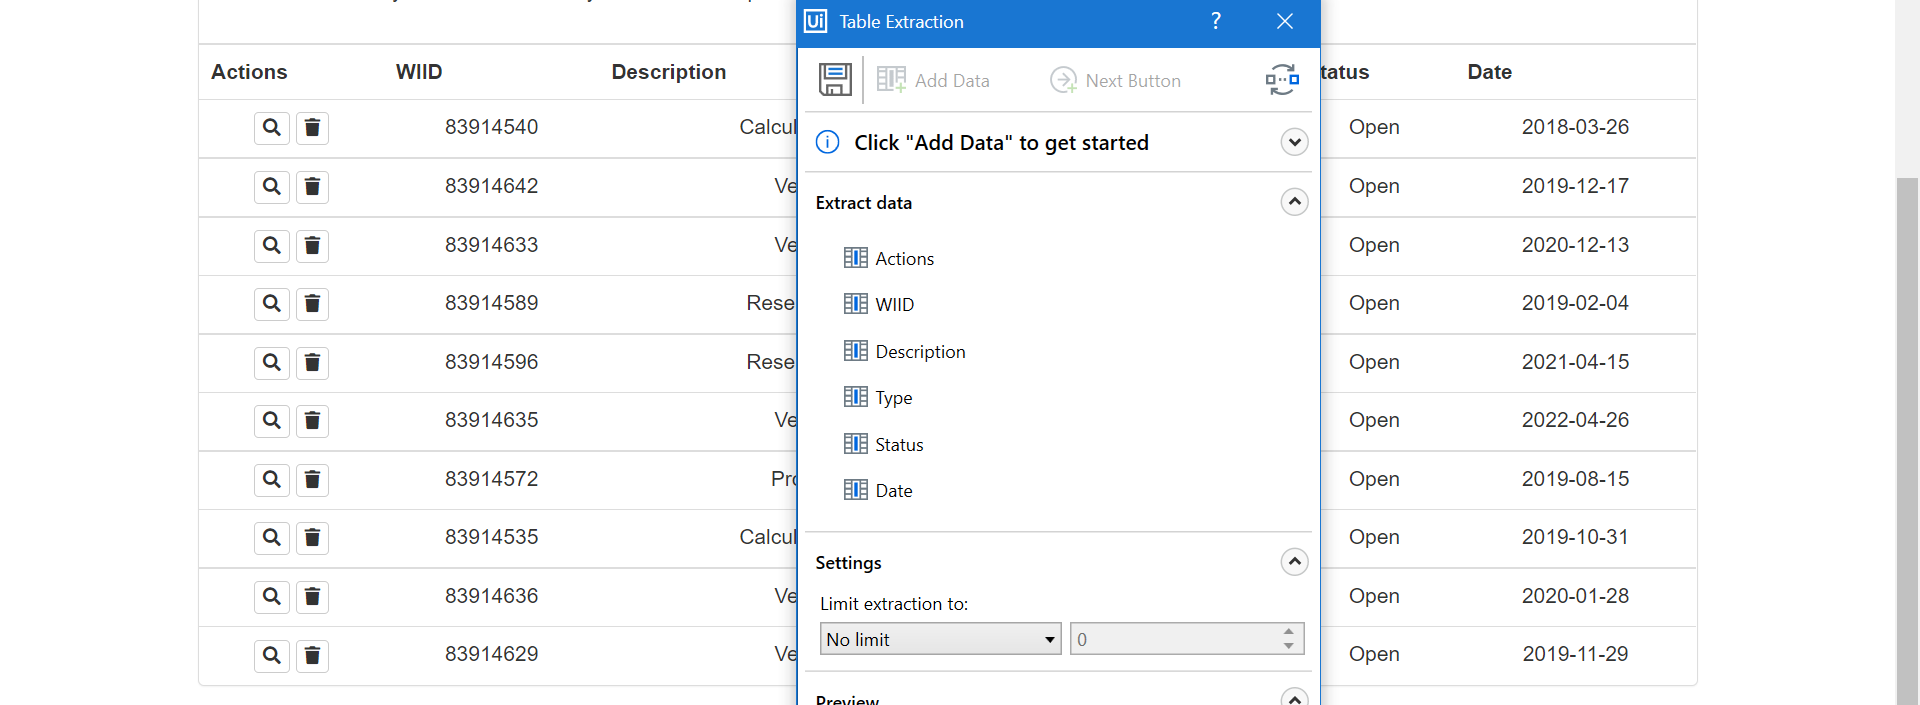 Ui Table Extraction ?
Add Data Next Button
Actions WIID Description tatus Date
Click "Add Data" to get started
Extract data
Actions
WIID
Description
Type
Status
Date
Settings
Limit extraction to:
No limit 0
Preview
83914540 Calcul Open 2018-03-26
83914642 Ve Open 2019-12-17
83914633 Ve Open 2020-12-13
83914589 Rese Open 2019-02-04
83914596 Rese Open 2021-04-15
83914635 Ve Open 2022-04-26
83914572 Pro Open 2019-08-15
83914535 Calcul Open 2019-10-31
83914636 Ve Open 2020-01-28
83914629 Ve Open 2019-11-29